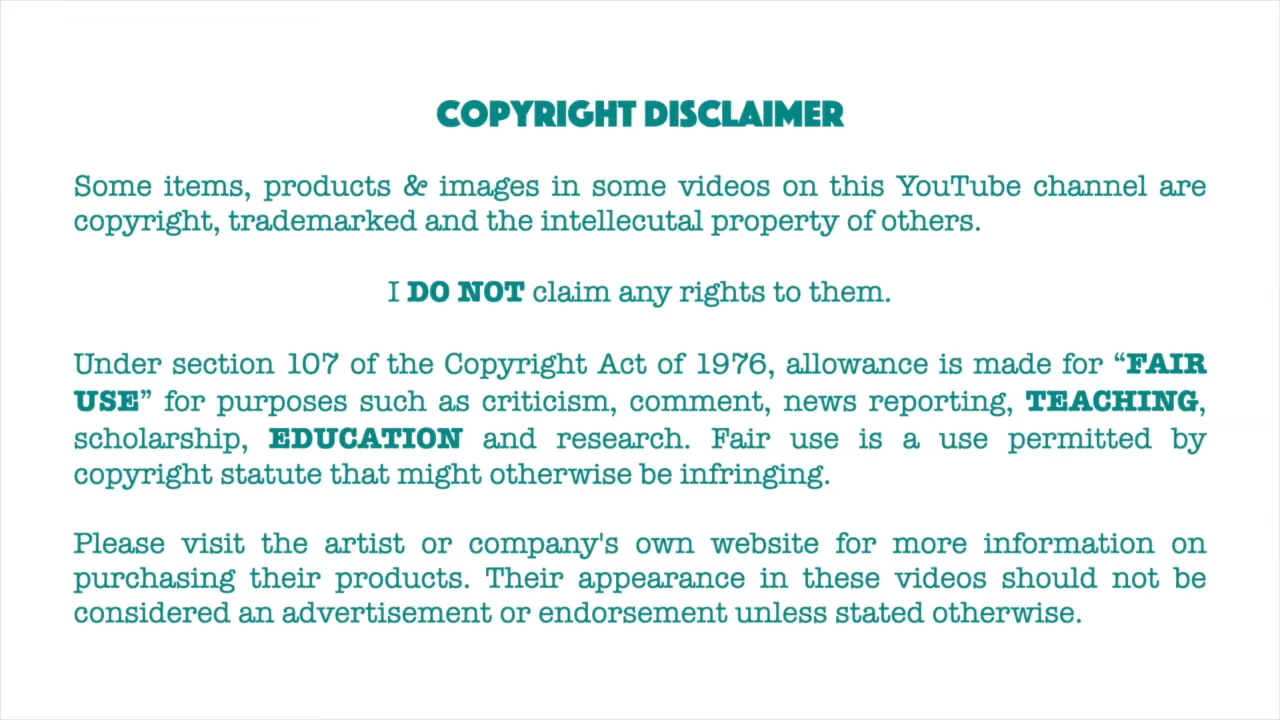 COPYRIGHT DISCLAIMER
Some items, products & images in some videos on this YouTube channel are
copyright, trademarked and the intellecutal property of others.
I DO NOT claim any rights to them.
Under section 107 of the Copyright Act of 1976, allowance is made for “FAIR
USE” for purposes such as criticism, comment, news reporting, TEACHING,
scholarship, EDUCATION and research. Fair use is a use permitted by
copyright statute that might otherwise be infringing.
Please visit the artist or company's own website for more information on
purchasing their products. Their appearance in these videos should not be
considered an advertisement or endorsement unless stated otherwise.